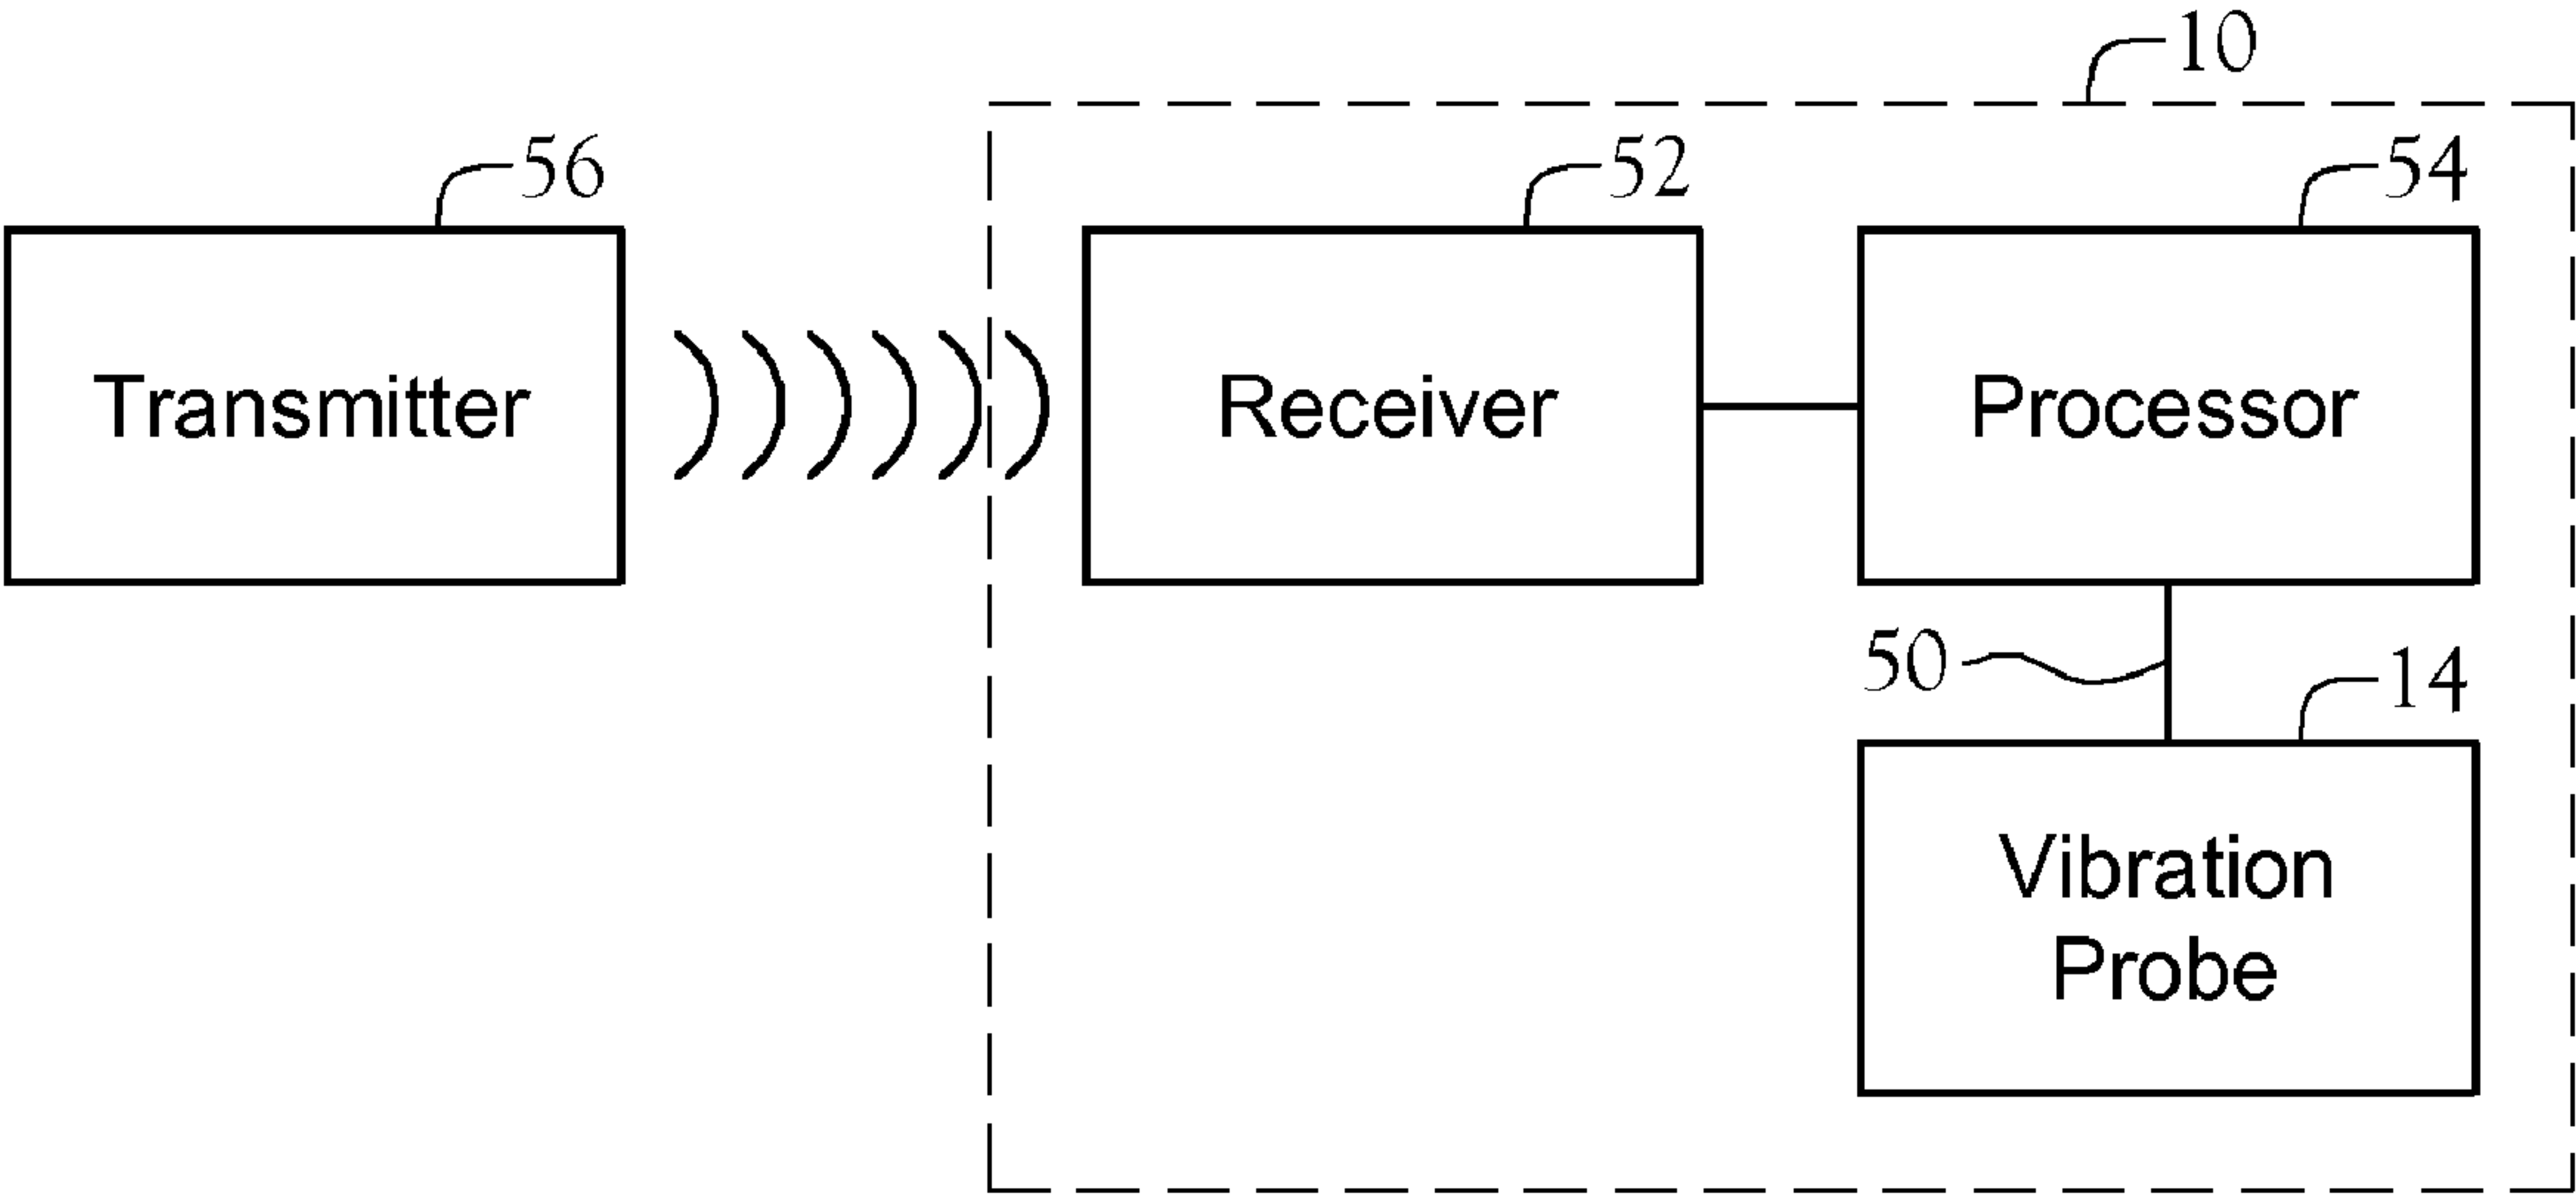 10
56
52
54
Transmitter
Receiver
Processor
50
14
Vibration
Probe